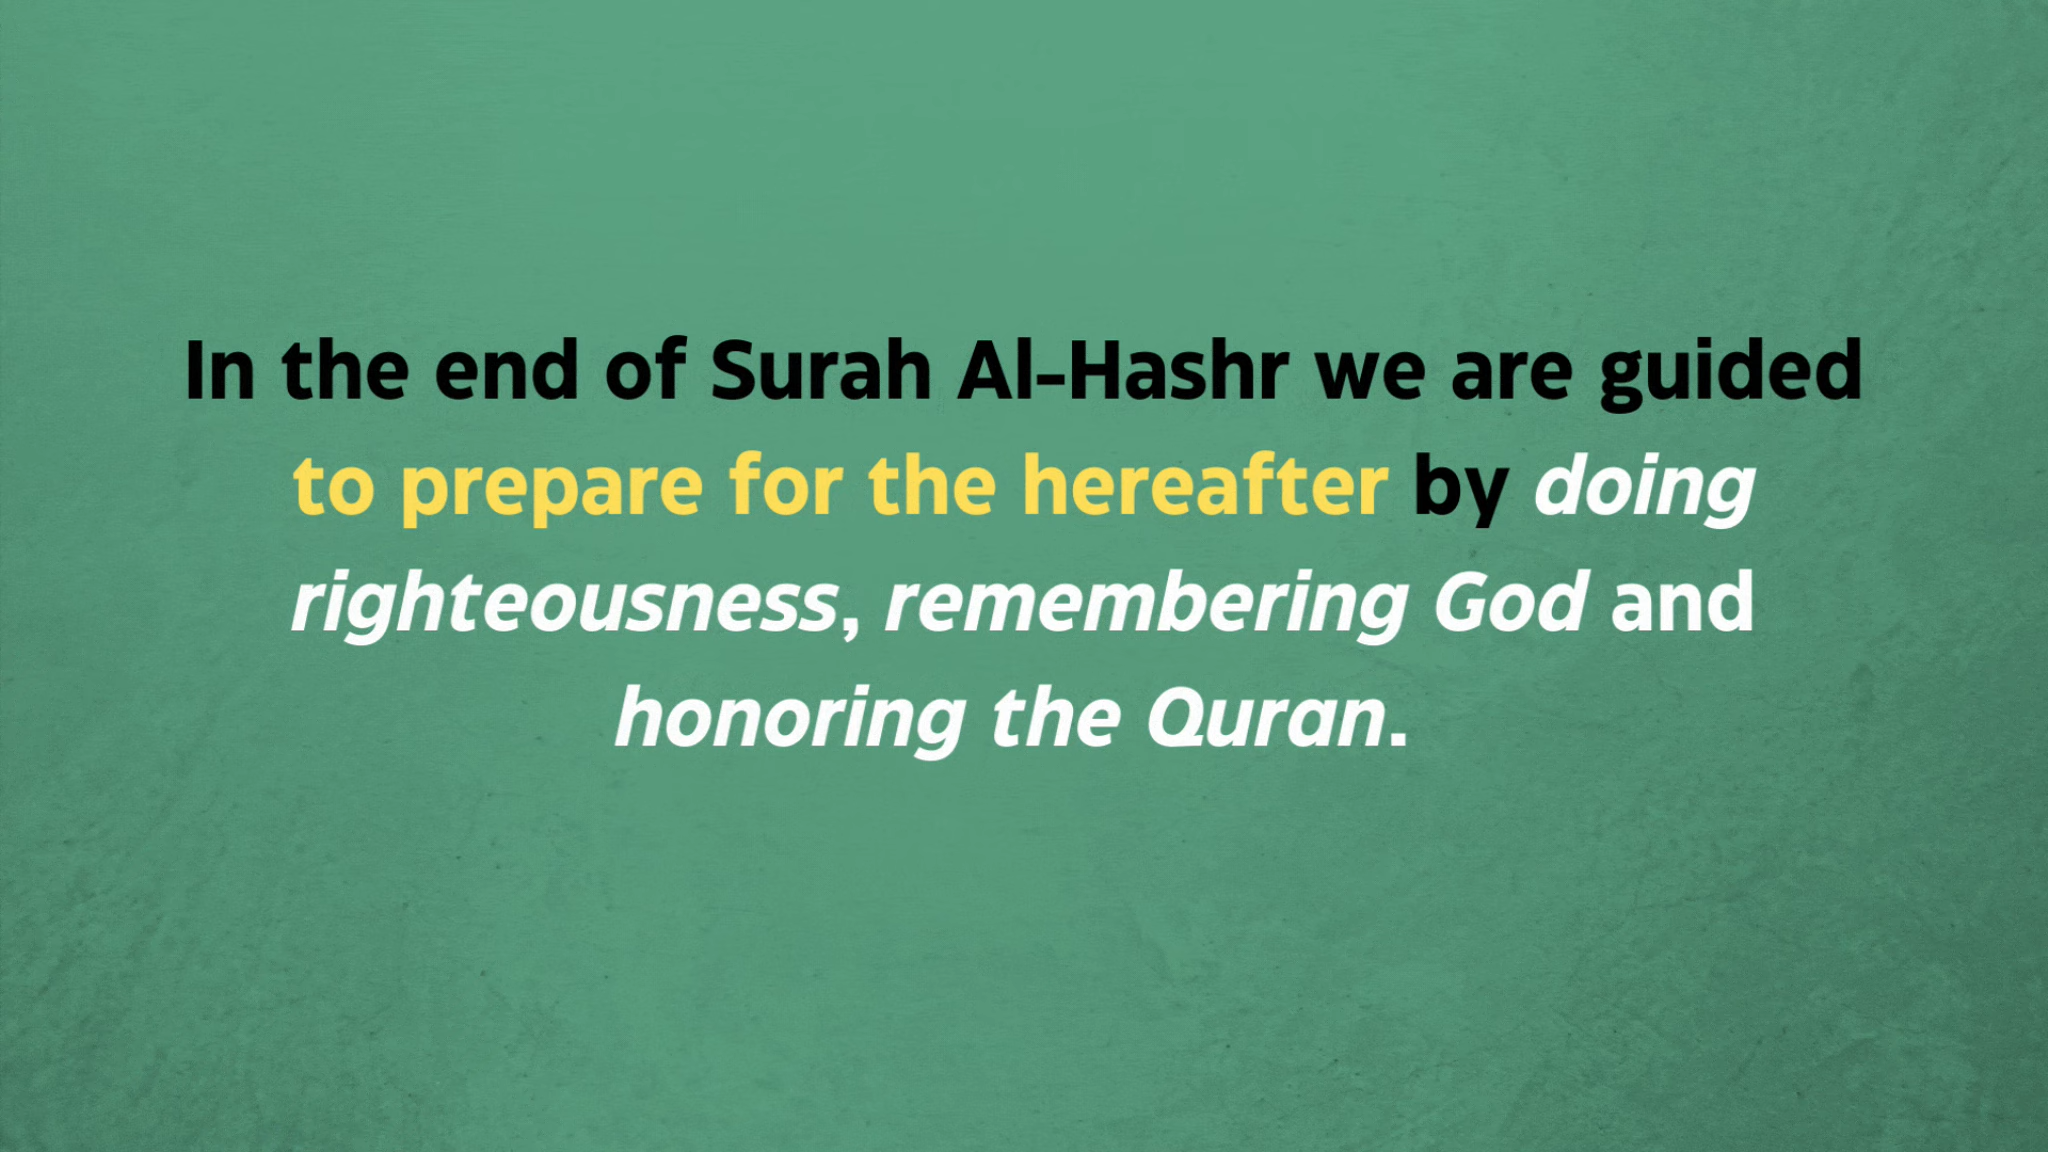 In the end of Surah Al-Hashr we are guided
to prepare for the hereafter by doing
righteousness, remembering God and
honoring the Quran.